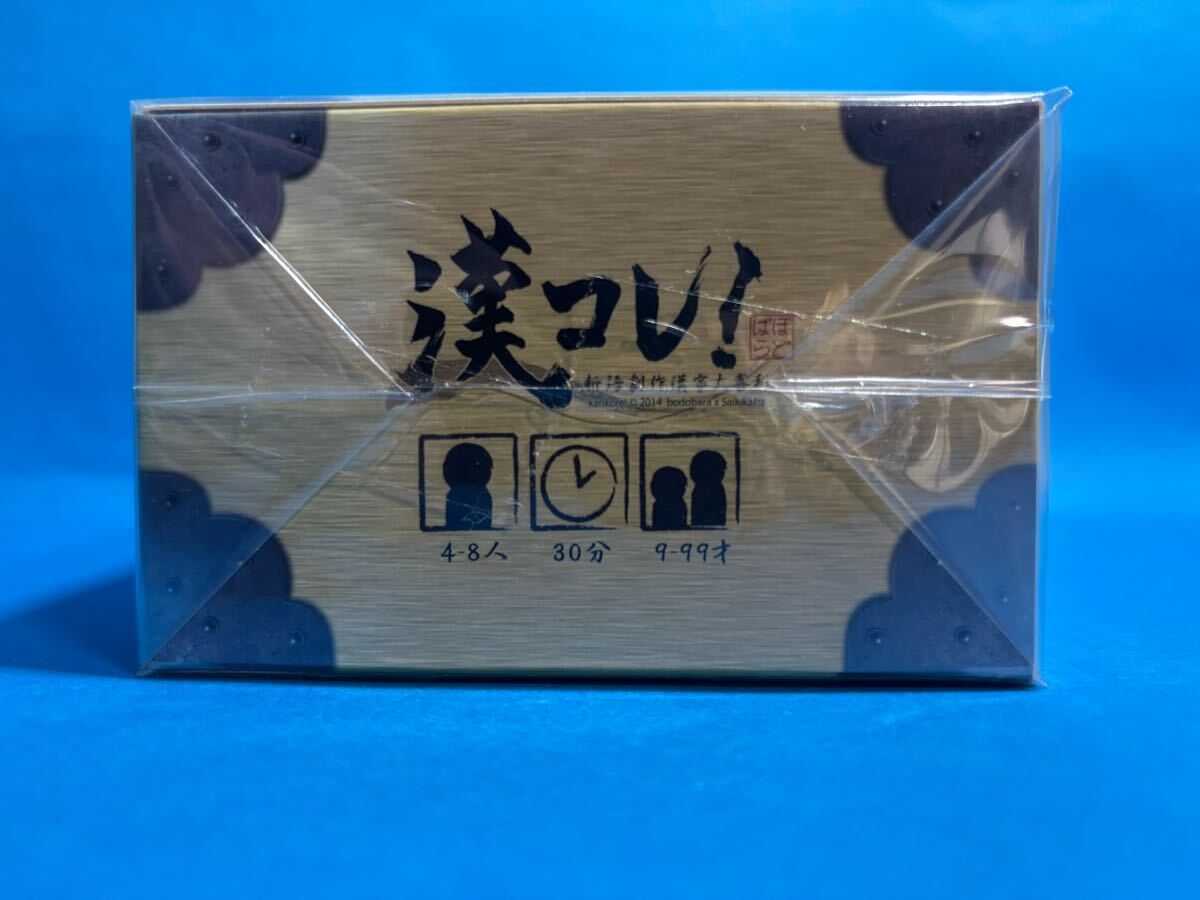 漢コレ!
ぼどばら
新語創作漢字大喜利
kankore! © 2014 bodobara x Saikikaku
4-8人 30分 9-99才